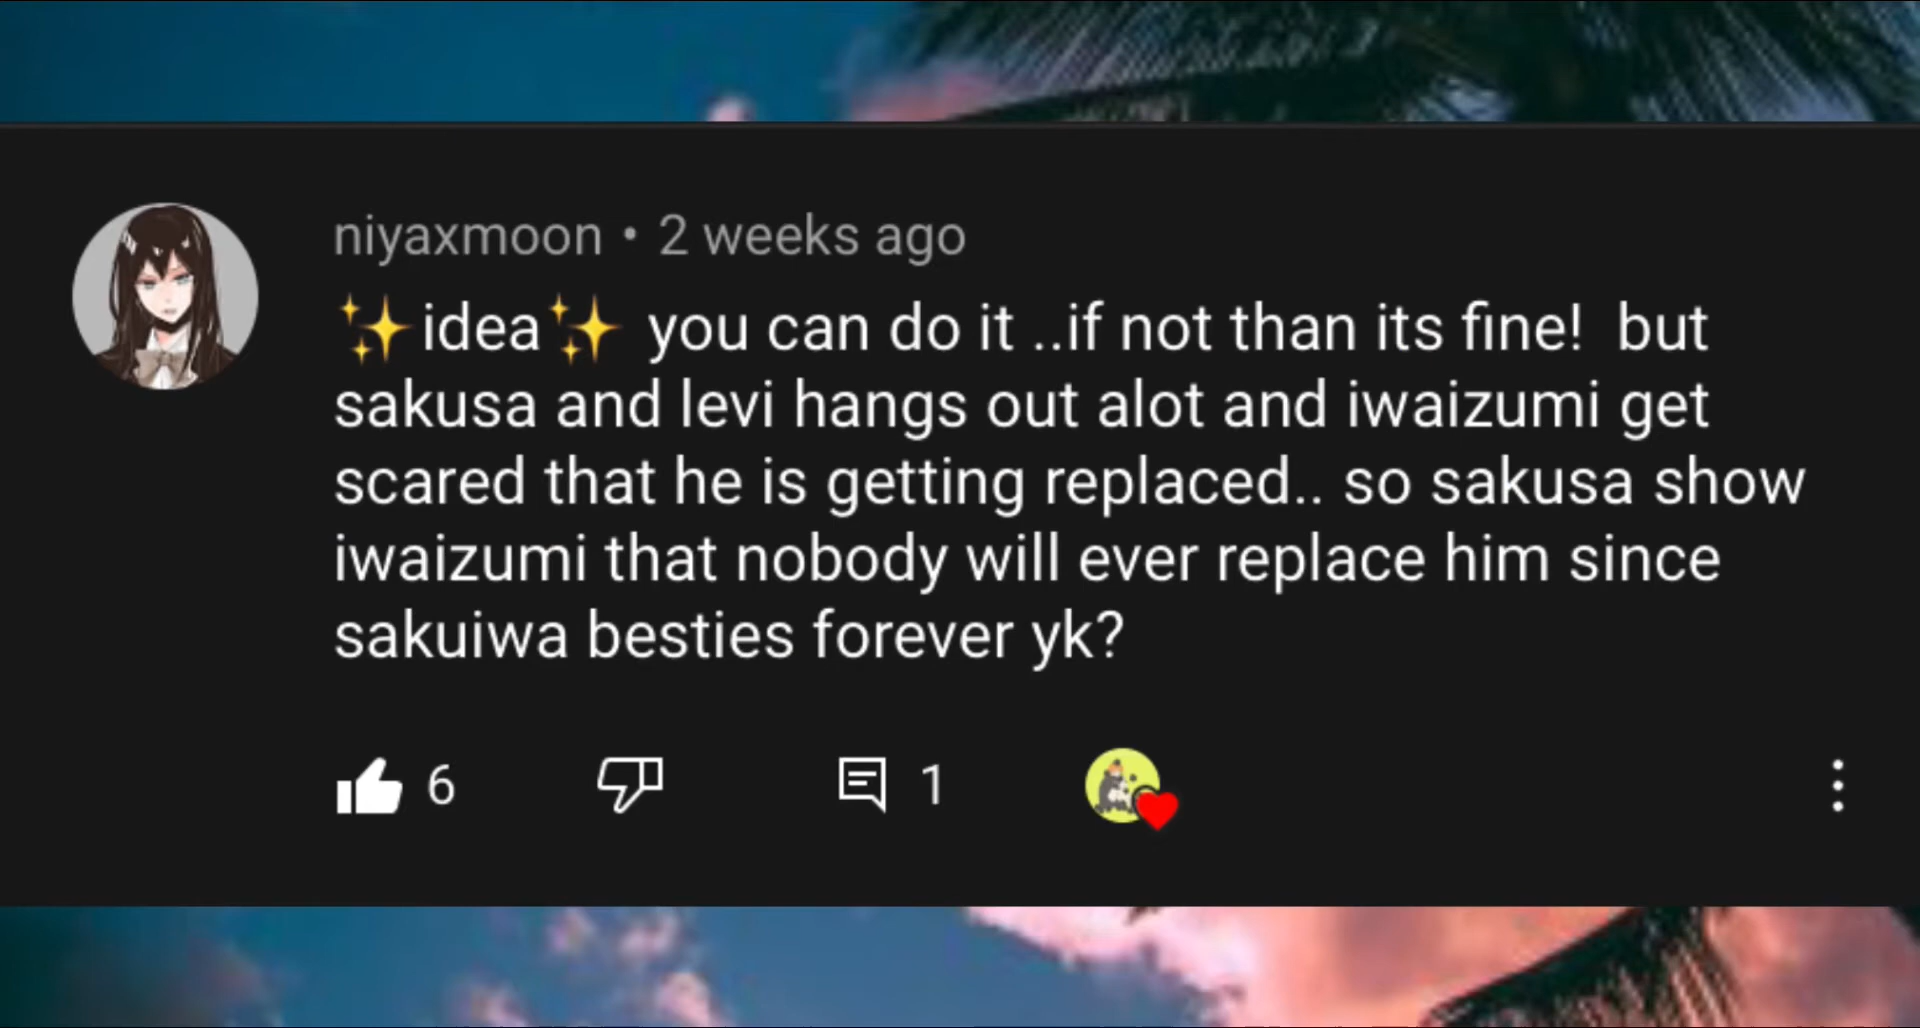 niyaxmoon • 2 weeks ago
✨idea✨ you can do it ..if not than its fine!  but
sakusa and levi hangs out alot and iwaizumi get
scared that he is getting replaced.. so sakusa show
iwaizumi that nobody will ever replace him since
sakuiwa besties forever yk?
6 1